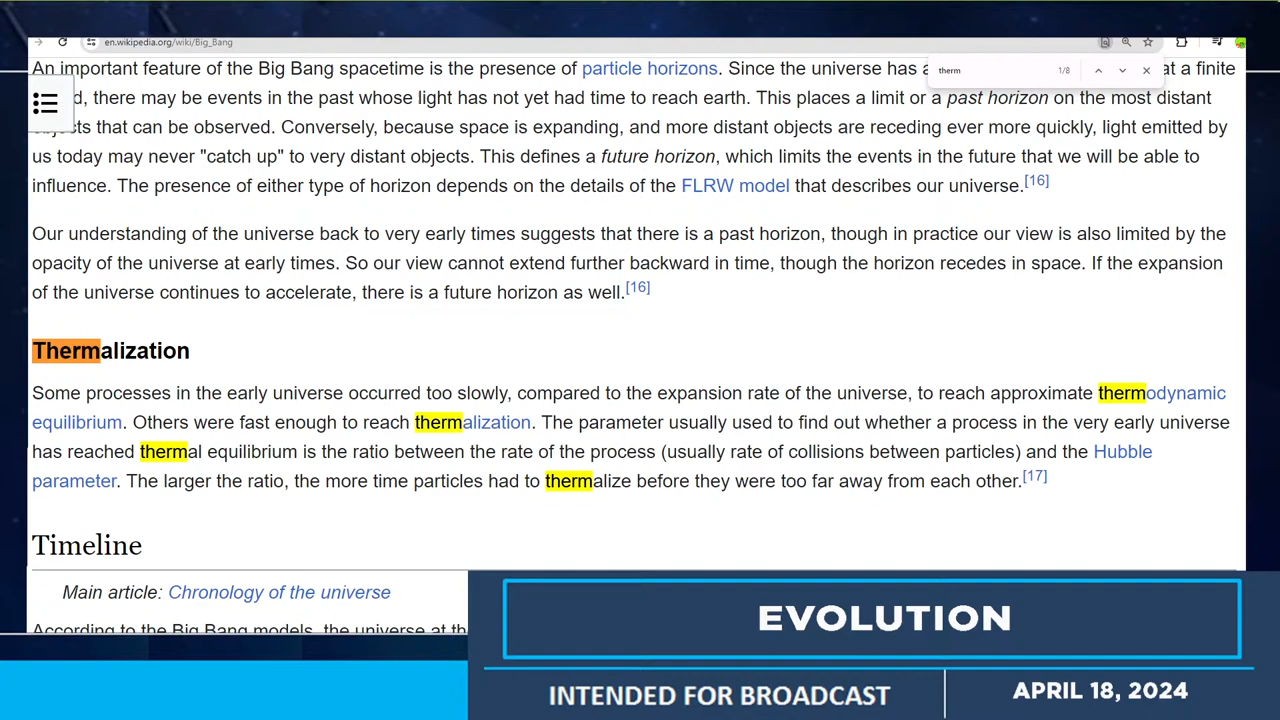 en.wikipedia.org/wiki/Big_Bang
therm 1/8
An important feature of the Big Bang spacetime is the presence of particle horizons. Since the universe has a at a finite
d, there may be events in the past whose light has not yet had time to reach earth. This places a limit or a past horizon on the most distant
objects that can be observed. Conversely, because space is expanding, and more distant objects are receding ever more quickly, light emitted by
us today may never "catch up" to very distant objects. This defines a future horizon, which limits the events in the future that we will be able to
influence. The presence of either type of horizon depends on the details of the FLRW model that describes our universe.[16]
Our understanding of the universe back to very early times suggests that there is a past horizon, though in practice our view is also limited by the
opacity of the universe at early times. So our view cannot extend further backward in time, though the horizon recedes in space. If the expansion
of the universe continues to accelerate, there is a future horizon as well.[16]
Thermalization
Some processes in the early universe occurred too slowly, compared to the expansion rate of the universe, to reach approximate thermodynamic
equilibrium. Others were fast enough to reach thermalization. The parameter usually used to find out whether a process in the very early universe
has reached thermal equilibrium is the ratio between the rate of the process (usually rate of collisions between particles) and the Hubble
parameter. The larger the ratio, the more time particles had to thermalize before they were too far away from each other.[17]
Timeline
Main article: Chronology of the universe
According to the Big Bang models, the universe at the
EVOLUTION
INTENDED FOR BROADCAST
APRIL 18, 2024